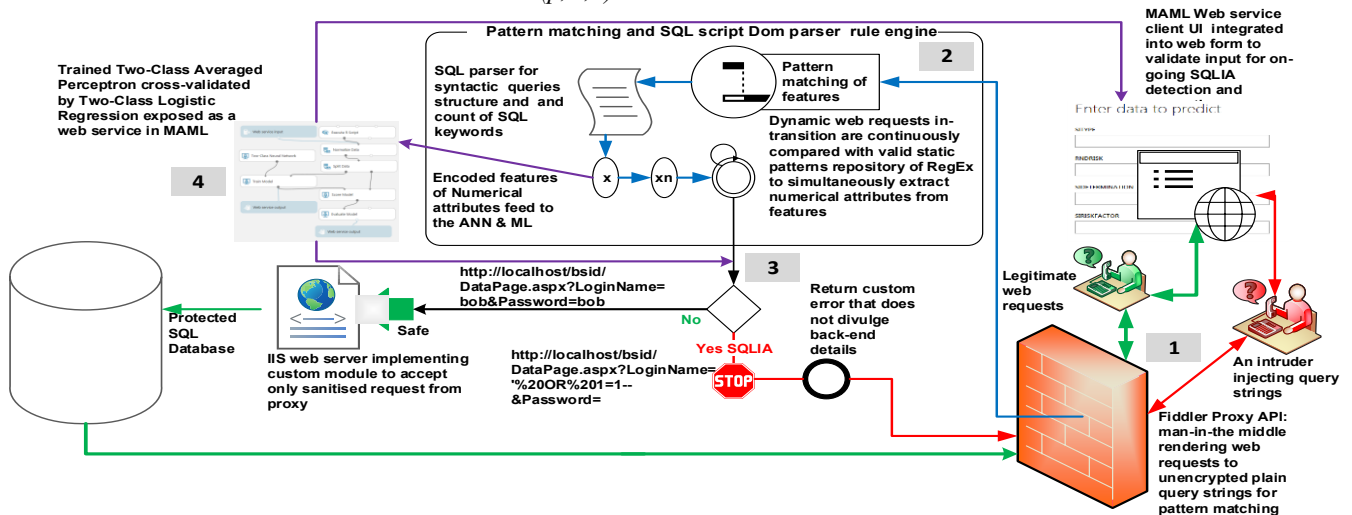 Pattern matching and SQL script Dom parser rule engine
2
SQL parser for
syntactic queries
structure and and
count of SQL
keywords
Pattern
matching of
features
Dynamic web requests in-
transition are continuously
compared with valid static
patterns repository of RegEx
to simultaneously extract
numerical attributes from
features
x
xn
Encoded features
of Numerical
attributes feed to
the ANN & ML
Trained Two-Class Averaged
Perceptron cross-validated
by Two-Class Logistic
Regression exposed as a
web service in MAML
4
MAML Web service
client UI integrated
into web form to
validate input for on-
going SQLIA
detection and
Enter data to predict
SIRISKFACTOR
3
http://localhost/bsid/
DataPage.aspx?LoginName=
bob&Password=bob
No
Safe
Yes SQLIA
STOP
http://localhost/bsid/
DataPage.aspx?LoginName=
'%20OR%201=1--
&Password=
Return custom
error that does
not divulge
back-end
details
Protected
SQL
Database
IIS web server implementing
custom module to accept
only sanitised request from
proxy
Legitimate
web
requests
?
?
1
An intruder
injecting query
strings
Fiddler Proxy API:
man-in-the middle
rendering web
requests to
unencrypted plain
query strings for
pattern matching